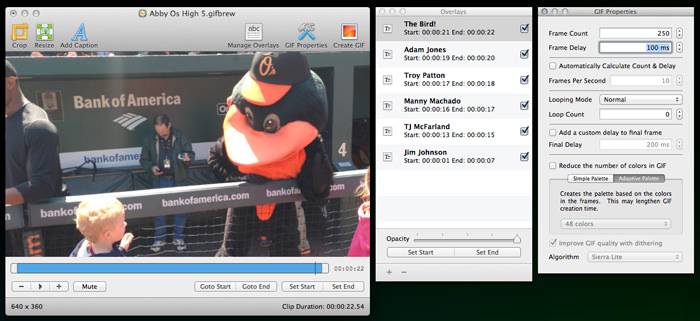 Abby Os High 5.gifbrew
Crop
Resize
Add Caption
abc
Manage Overlays
GIF Properties
Create GIF
Bank of America
bankofamerica
bankofamerica.com
bankofamerica.com
00:00:22
Mute
Goto Start
Goto End
Set Start
Set End
640 x 360
Clip Duration: 00:00:22.54
Overlays
The Bird!
Start: 00:00:21 End: 00:00:22
Adam Jones
Start: 00:00:19 End: 00:00:20
Troy Patton
Start: 00:00:17 End: 00:00:18
Manny Machado
Start: 00:00:16 End: 00:00:17
TJ McFarland
Start: 00:00:13 End: 00:00:15
Jim Johnson
Start: 00:00:01 End: 00:00:07
Opacity
Set Start
Set End
GIF Properties
Frame Count
250
Frame Delay
100 ms
Automatically Calculate Count & Delay
Frames Per Second
10
Looping Mode
Normal
Loop Count
0
Add a custom delay to final frame
Final Delay
200 ms
Reduce the number of colors in GIF
Simple Palette
Adaptive Palette
Creates the palette based on the colors
in the frames. This may lengthen GIF
creation time.
48 colors
Improve GIF quality with dithering
Algorithm
Sierra Lite